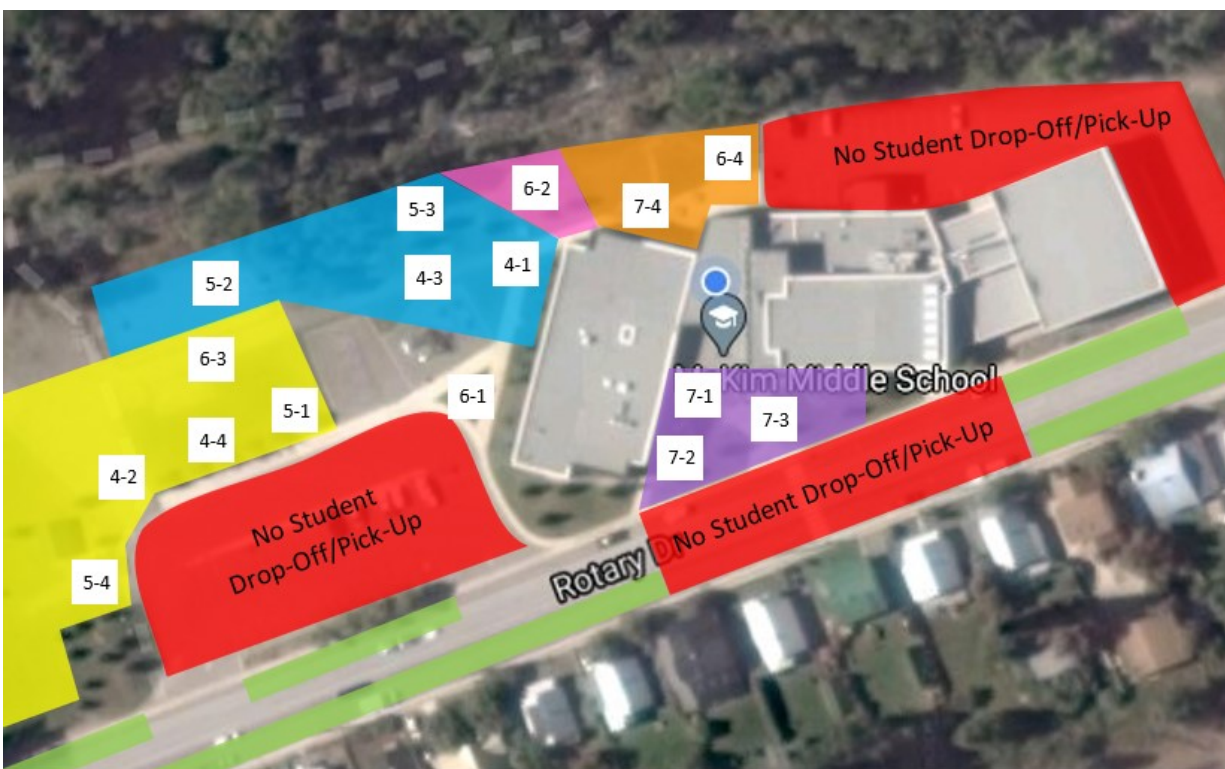 No Student Drop-Off/Pick-Up
6-4
6-2
7-4
5-3
4-1
4-3
5-2
6-3
McKim Middle School
6-1
7-1
5-1
7-3
4-4
7-2
4-2
No Student Drop-Off/Pick-Up
No Student
Drop-Off/Pick-Up
5-4
Rotary Dr